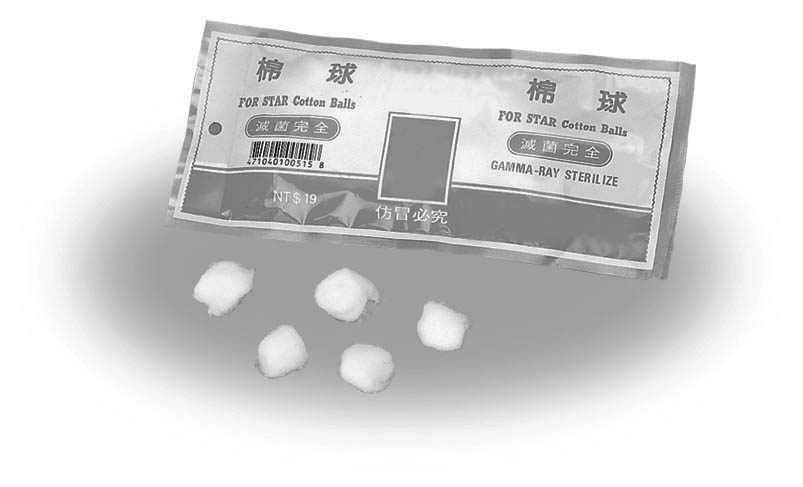 棉 球
FOR STAR Cotton Balls
滅菌完全
4710401005158
NT$19
仿冒必究
棉 球
FOR STAR Cotton Balls
滅菌完全
GAMMA-RAY STERILIZE